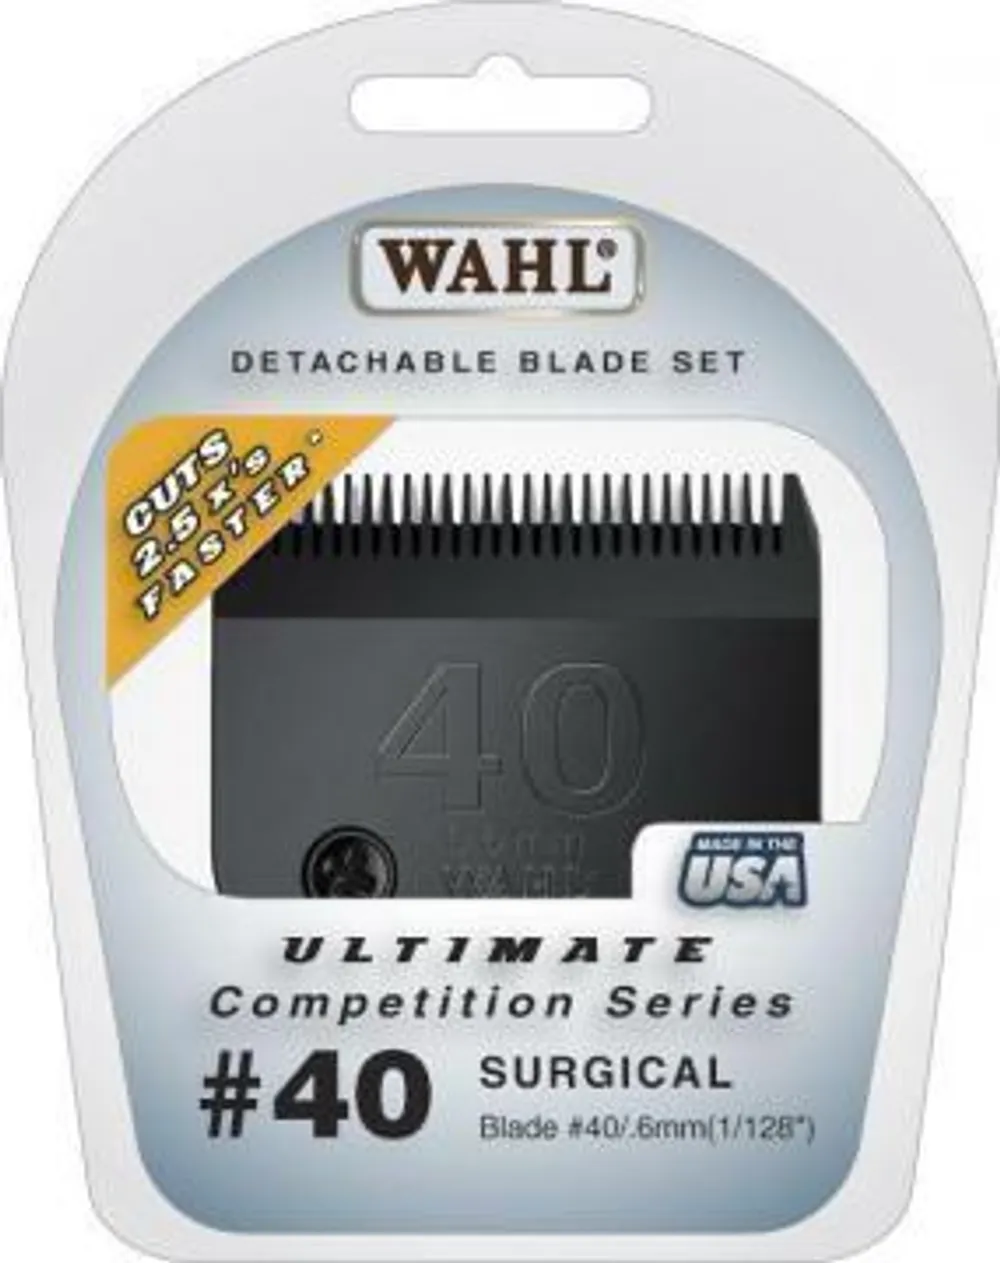 WAHL®
DETACHABLE BLADE SET
CUTS
2.5 x's
FASTER*
40
WAHL
MADE IN THE
USA
ULTIMATE
Competition Series
#40
SURGICAL
Blade #40/.6mm(1/128")